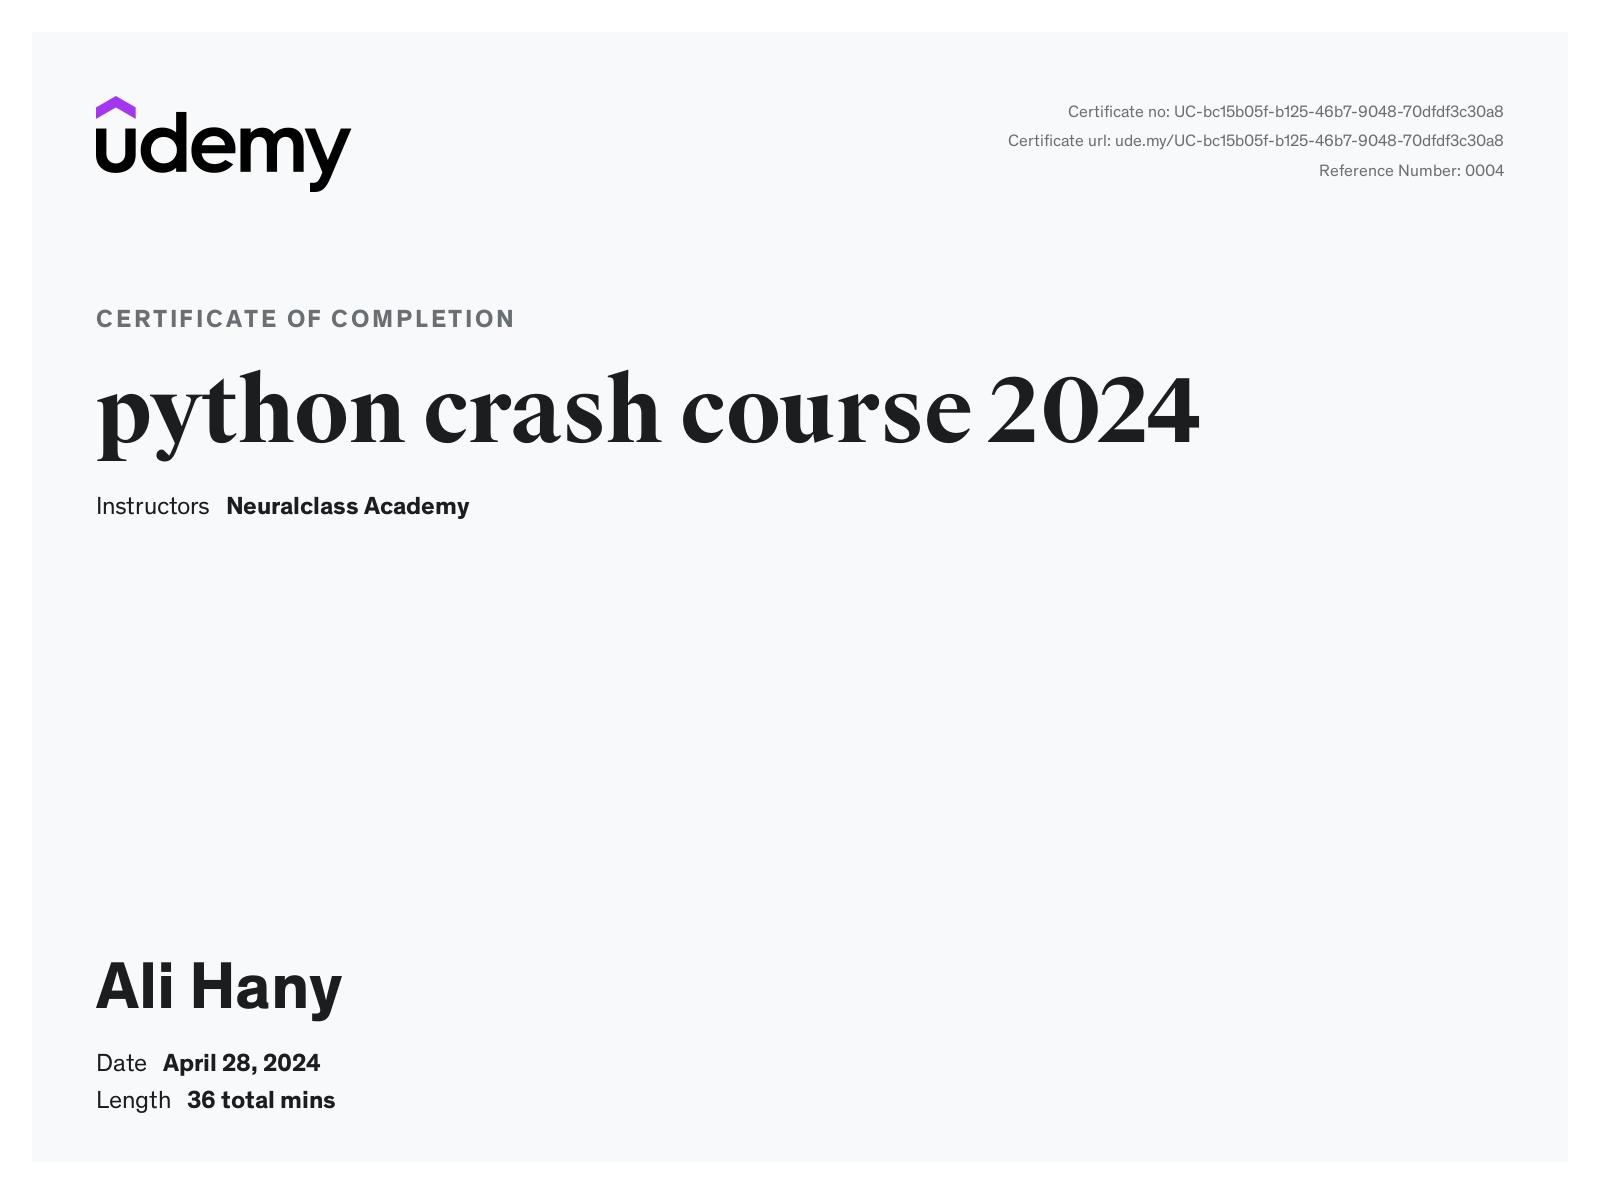 udemy
Certificate no: UC-bc15b05f-b125-46b7-9048-70dfdf3c30a8
Certificate url: ude.my/UC-bc15b05f-b125-46b7-9048-70dfdf3c30a8
Reference Number: 0004
CERTIFICATE OF COMPLETION
python crash course 2024
Instructors Neuralclass Academy
Ali Hany
Date April 28, 2024
Length 36 total mins